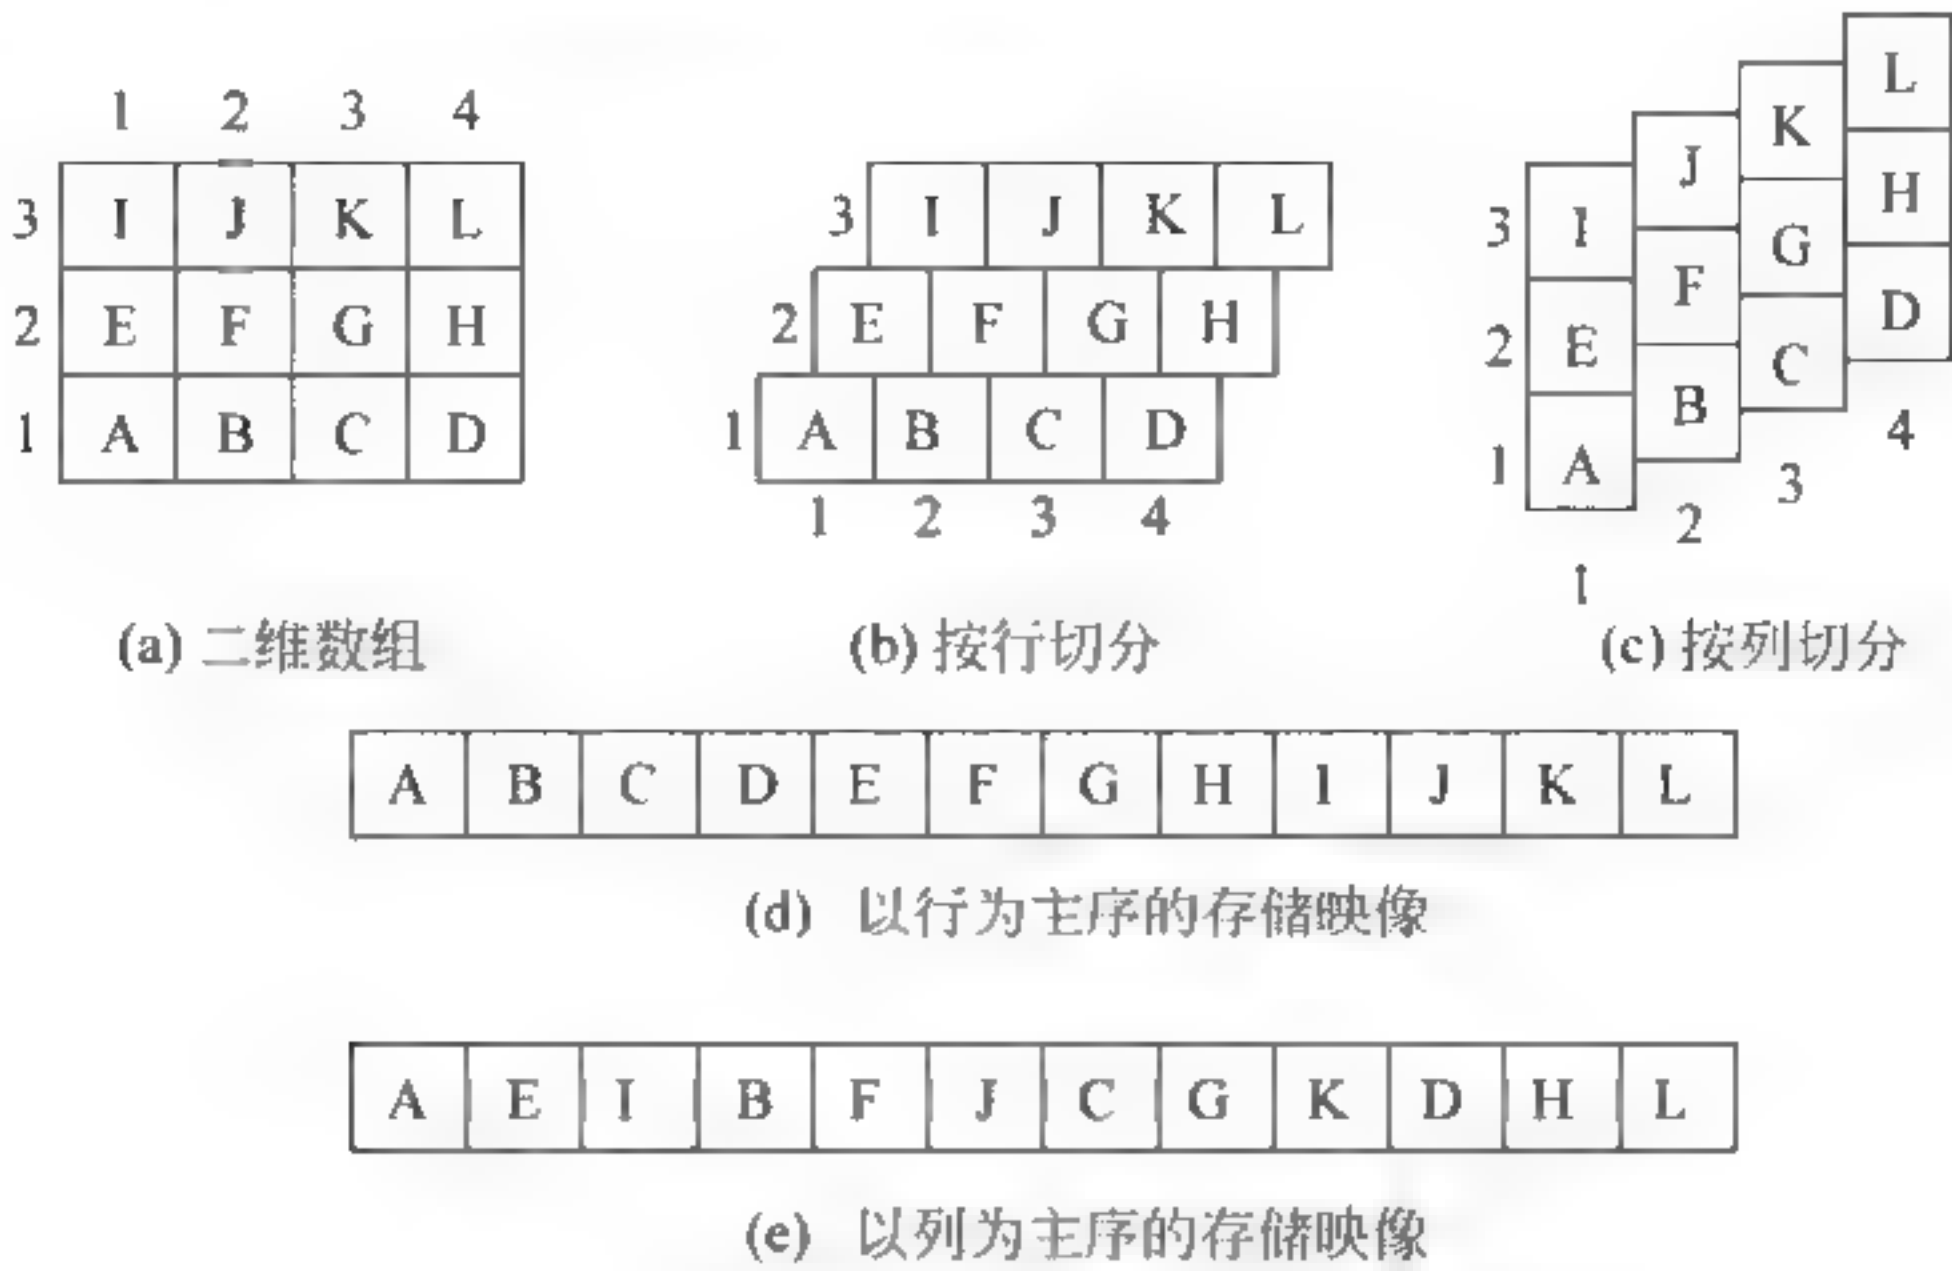 1 2 3 4
3 I J K L
2 E F G H
1 A B C D
(a) 二维数组
3 I J K L
2 E F G H
1 A B C D
1 2 3 4
(b) 按行切分
3 I J K L
2 E F G H
1 A B C D
1 2 3 4
(c) 按列切分
A B C D E F G H I J K L
(d) 以行为主序的存储映像
A E I B F J C G K D H L
(e) 以列为主序的存储映像